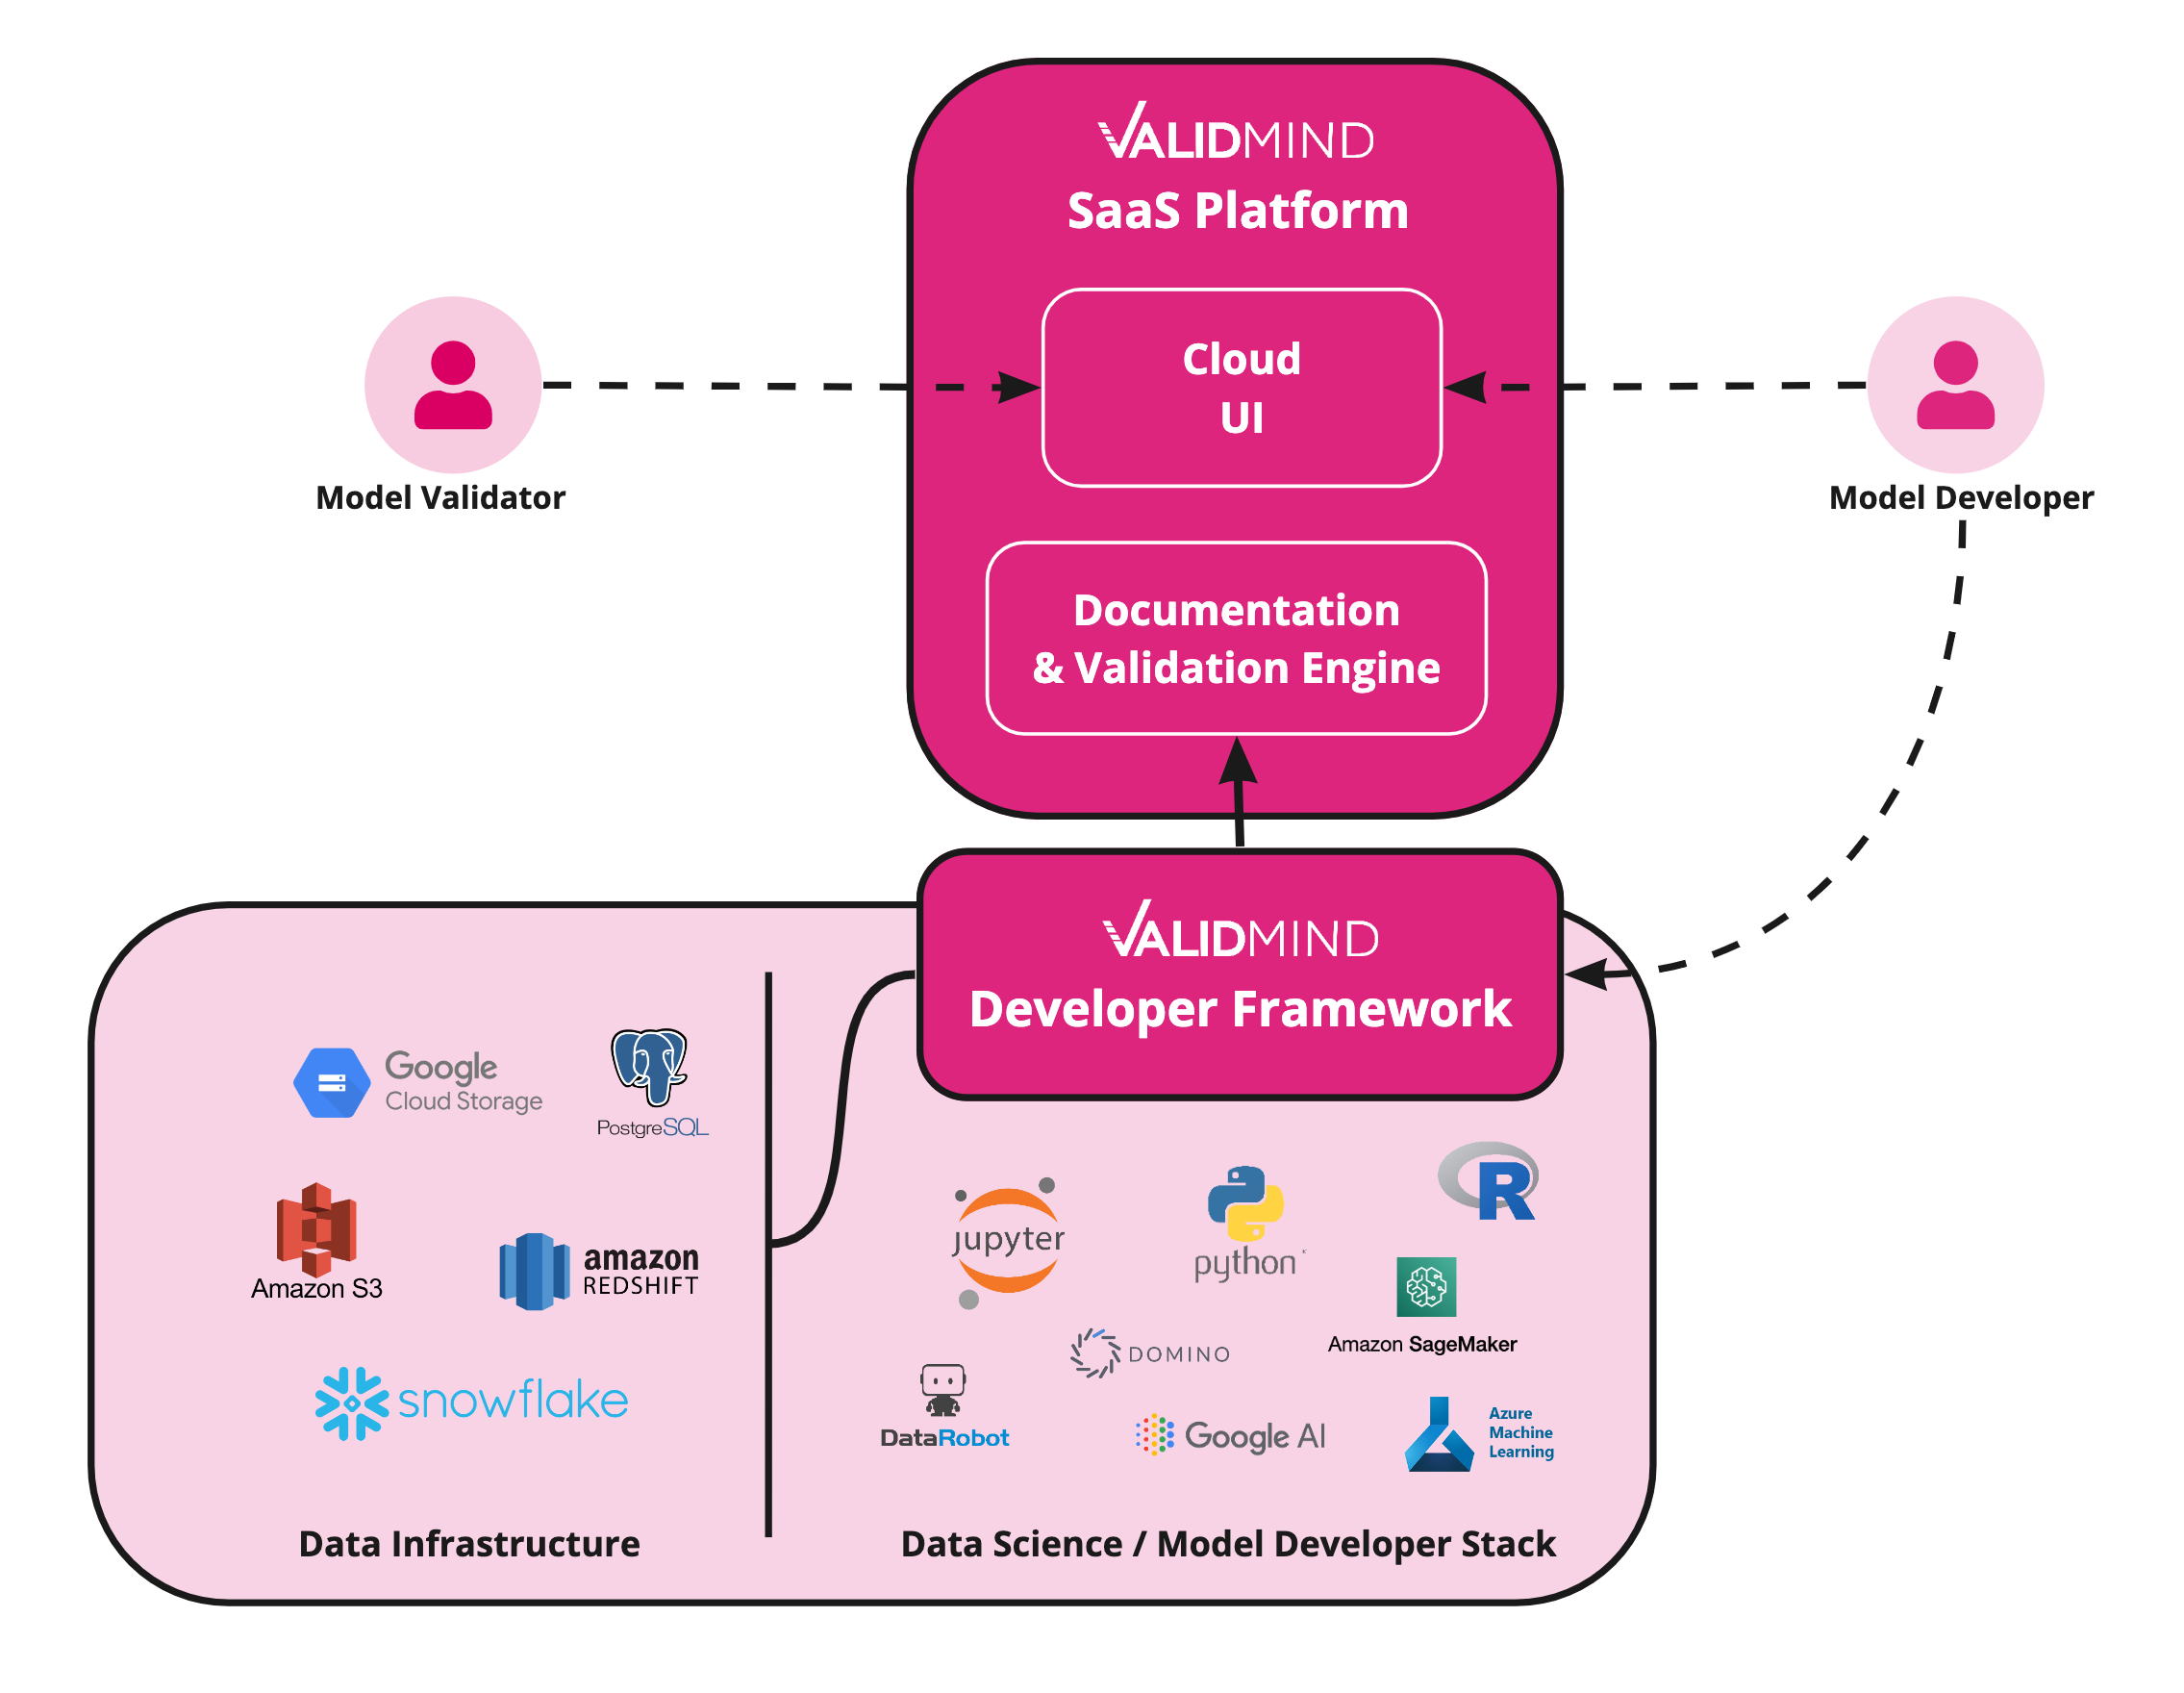 VALIDMIND
SaaS Platform
Cloud
UI
Model Validator
Model Developer
Documentation
& Validation Engine
VALIDMIND
Developer Framework
Google
Cloud Storage
PostgreSQL
Amazon S3
amazon
REDSHIFT
snowflake
Data Infrastructure
jupyter
python
R
Amazon SageMaker
DOMINO
DataRobot
Google AI
Azure
Machine
Learning
Data Science / Model Developer Stack